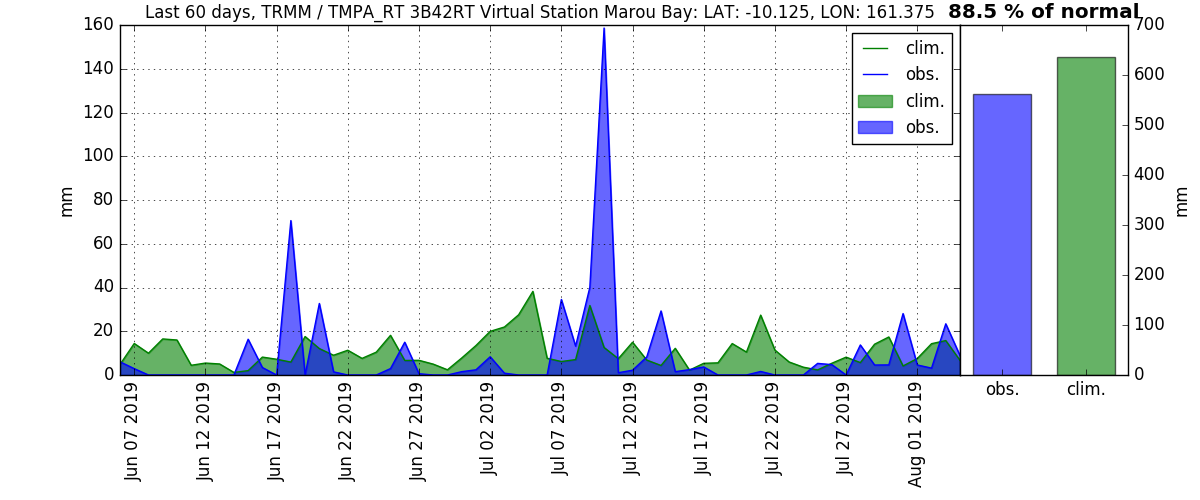 Last 60 days, TRMM / TMPA_RT 3B42RT Virtual Station Marou Bay: LAT: -10.125, LON: 161.375 88.5 % of normal
160
140
120
100
80
60
40
20
0
mm
clim.
obs.
clim.
obs.
Jun 07 2019
Jun 12 2019
Jun 17 2019
Jun 22 2019
Jun 27 2019
Jul 02 2019
Jul 07 2019
Jul 12 2019
Jul 17 2019
Jul 22 2019
Jul 27 2019
Aug 01 2019
700
600
500
400
300
200
100
0
mm
obs. clim.